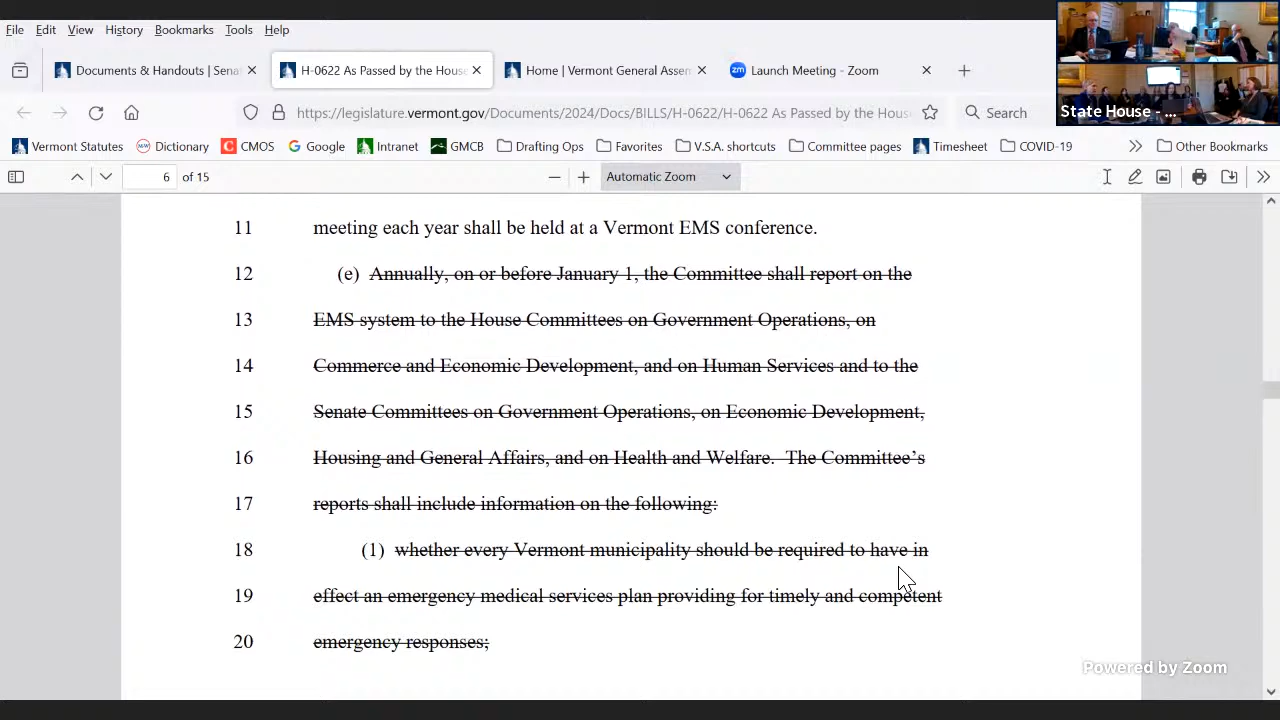 File Edit View History Bookmarks Tools Help
Documents & Handouts | Sena
H-0622 As Passed by the House
Home | Vermont General Assem
Launch Meeting - Zoom
https://legislature.vermont.gov/Documents/2024/Docs/BILLS/H-0622/H-0622 As Passed by the House
Search
Vermont Statutes Dictionary CMOS Google Intranet GMCB Drafting Ops Favorites V.S.A. shortcuts Committee pages Timesheet COVID-19 Other Bookmarks
6 of 15 Automatic Zoom
State House - ...
11 meeting each year shall be held at a Vermont EMS conference.
12 (e) Annually, on or before January 1, the Committee shall report on the
13 EMS system to the House Committees on Government Operations, on
14 Commerce and Economic Development, and on Human Services and to the
15 Senate Committees on Government Operations, on Economic Development,
16 Housing and General Affairs, and on Health and Welfare. The Committee's
17 reports shall include information on the following:
18 (1) whether every Vermont municipality should be required to have in
19 effect an emergency medical services plan providing for timely and competent
20 emergency responses;
Powered by Zoom